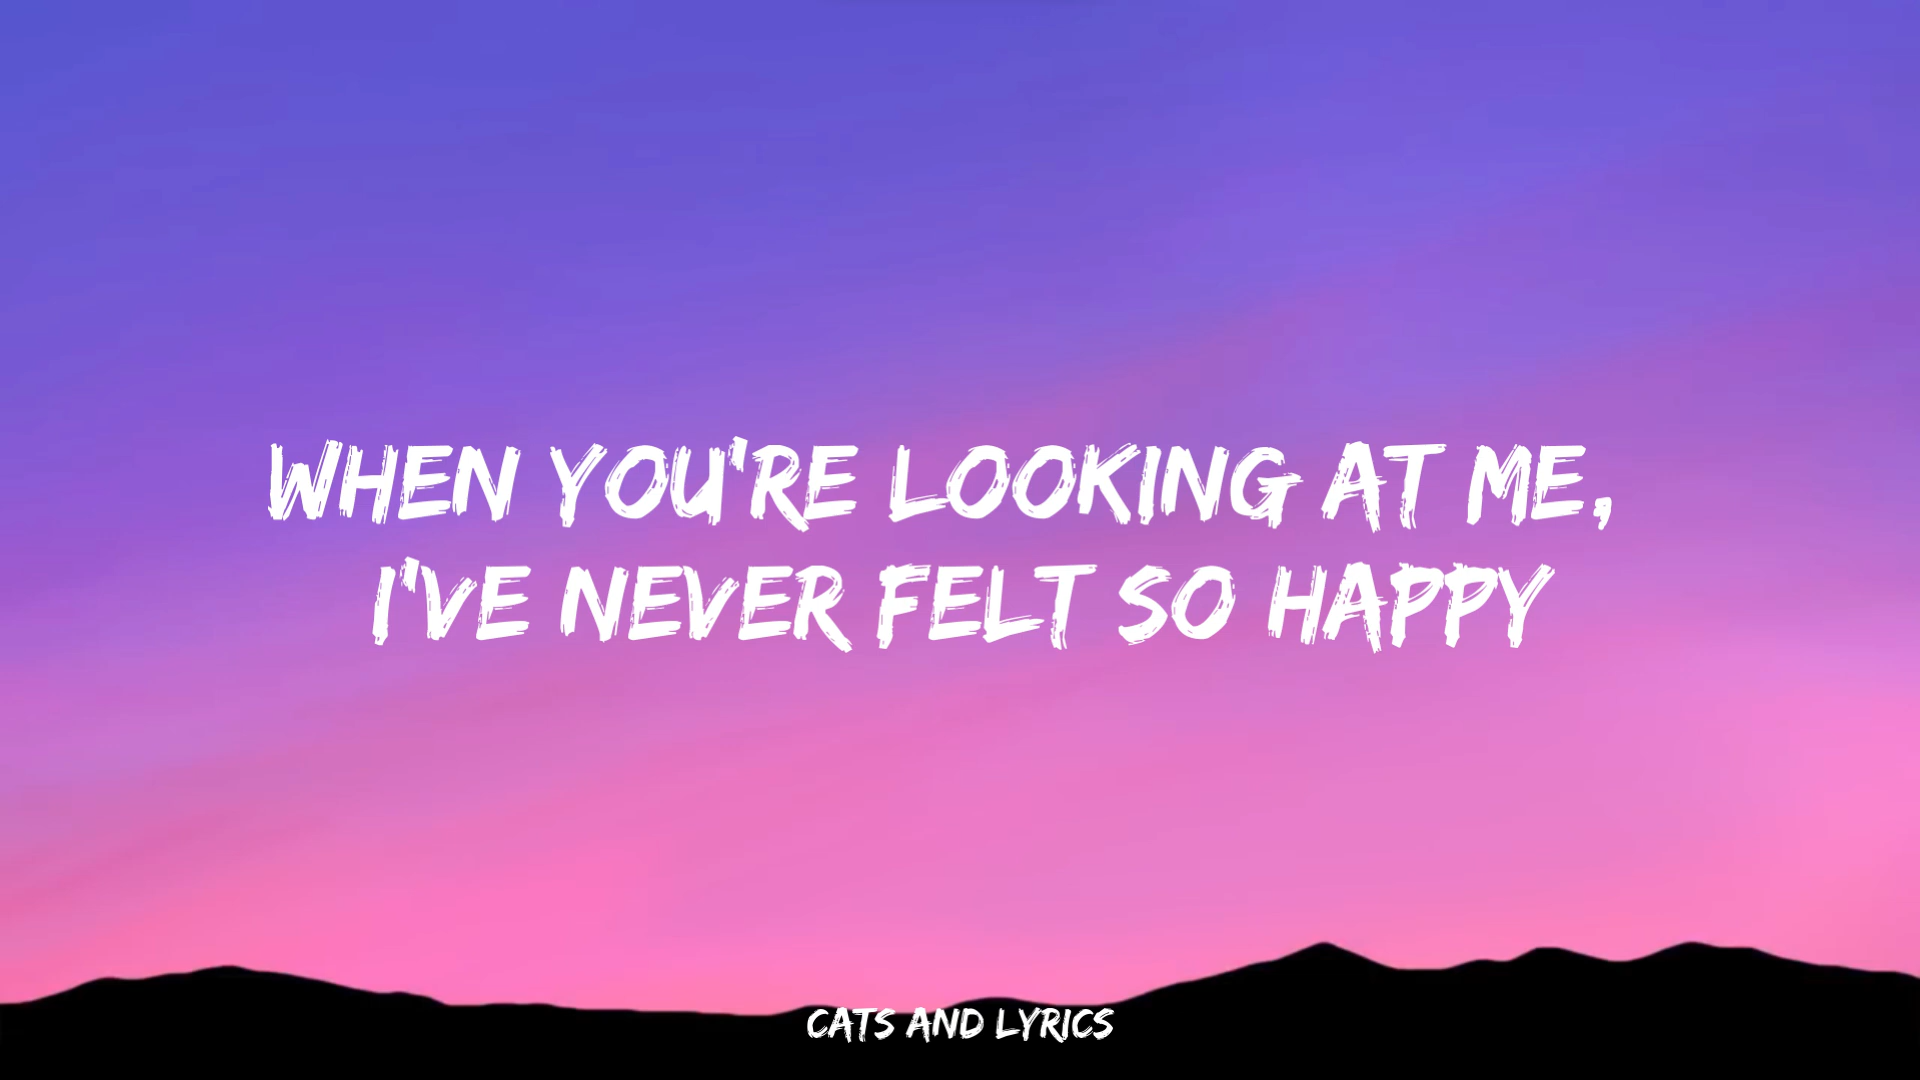 WHEN YOU'RE LOOKING AT ME,
I'VE NEVER FELT SO HAPPY
CATS AND LYRICS